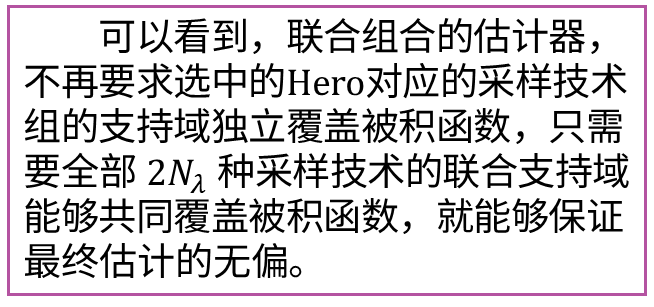 可以看到，联合组合的估计器，
不再要求选中的Hero对应的采样技术
组的支持域独立覆盖被积函数，只需
要全部 2N_λ 种采样技术的联合支持域
能够共同覆盖被积函数，就能够保证
最终估计的无偏。